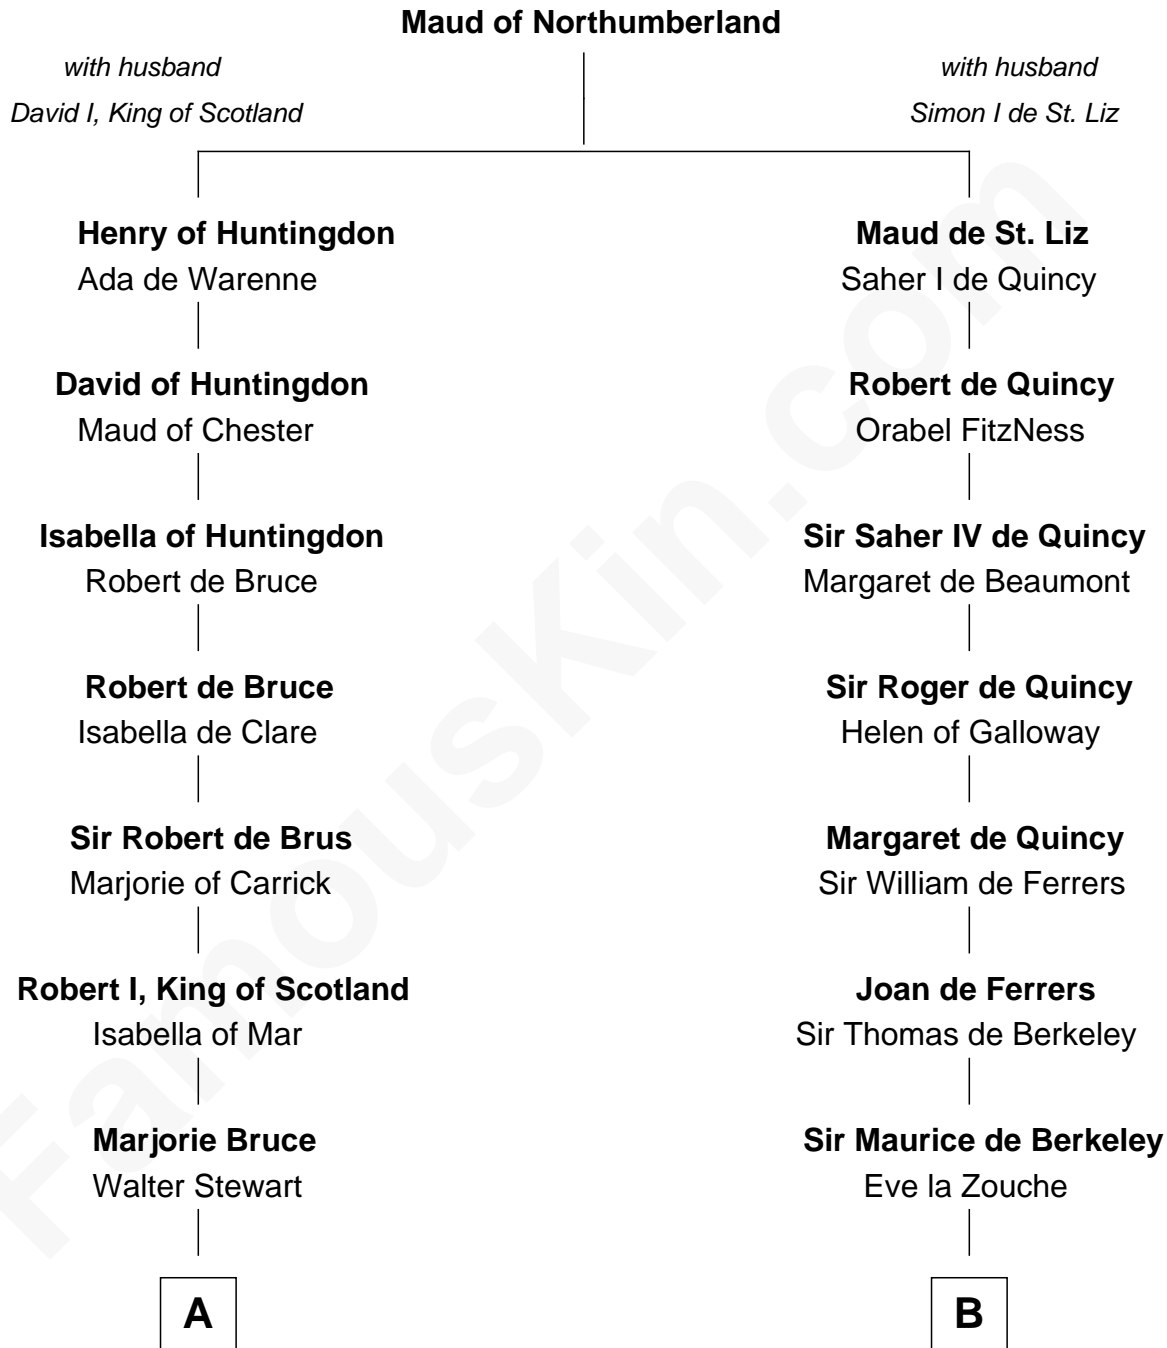 Maud of Northumberland
with husband
David I, King of Scotland
with husband
Simon I de St. Liz
Henry of Huntingdon
Ada de Warenne
David of Huntingdon
Maud of Chester
Isabella of Huntingdon
Robert de Bruce
Robert de Bruce
Isabella de Clare
Sir Robert de Brus
Marjorie of Carrick
Robert I, King of Scotland
Isabella of Mar
Marjorie Bruce
Walter Stewart
A
Maud de St. Liz
Saher I de Quincy
Robert de Quincy
Orabel FitzNess
Sir Saher IV de Quincy
Margaret de Beaumont
Sir Roger de Quincy
Helen of Galloway
Margaret de Quincy
Sir William de Ferrers
Joan de Ferrers
Sir Thomas de Berkeley
Sir Maurice de Berkeley
Eve la Zouche
B
FamousKin.com